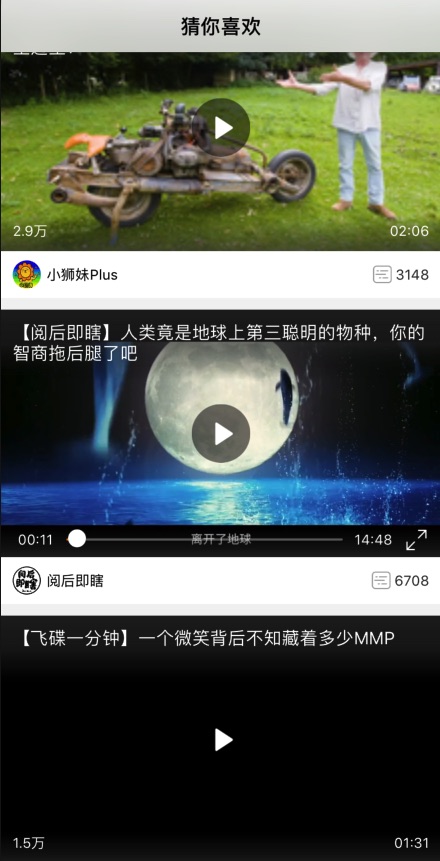 猜你喜欢
2.9万
02:06
小狮妹Plus
3148
【阅后即瞎】人类竟是地球上第三聪明的物种，你的
智商拖后腿了吧
00:11
离开了地球
14:48
阅后即瞎
6708
【飞碟一分钟】一个微笑背后不知藏着多少MMP
1.5万
01:31